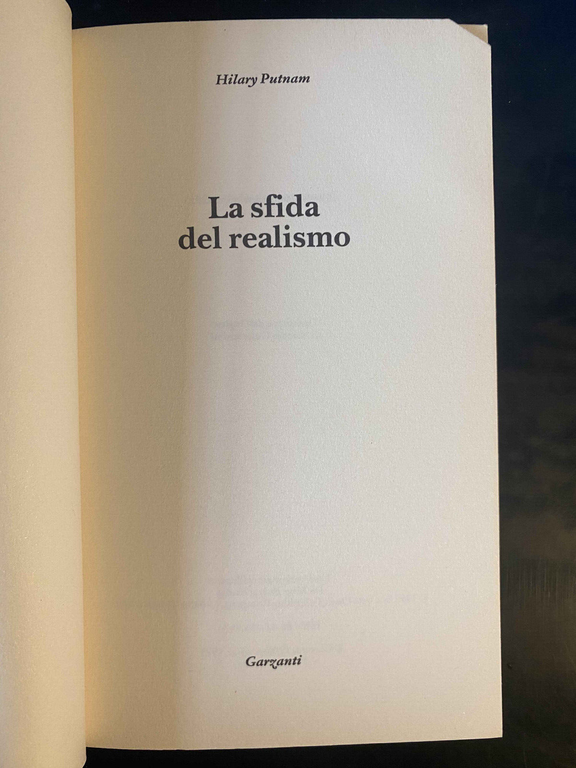 Hilary Putnam
La sfida
del realismo
Garzanti